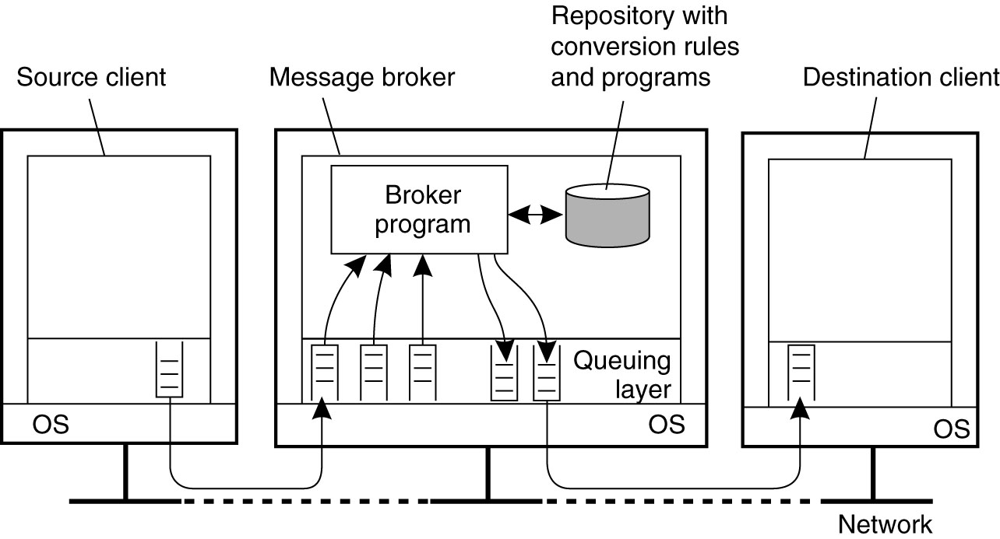 Repository with
conversion rules
and programs
Source client
Message broker
Destination client
Broker
program
Queuing
layer
OS
OS
OS
Network